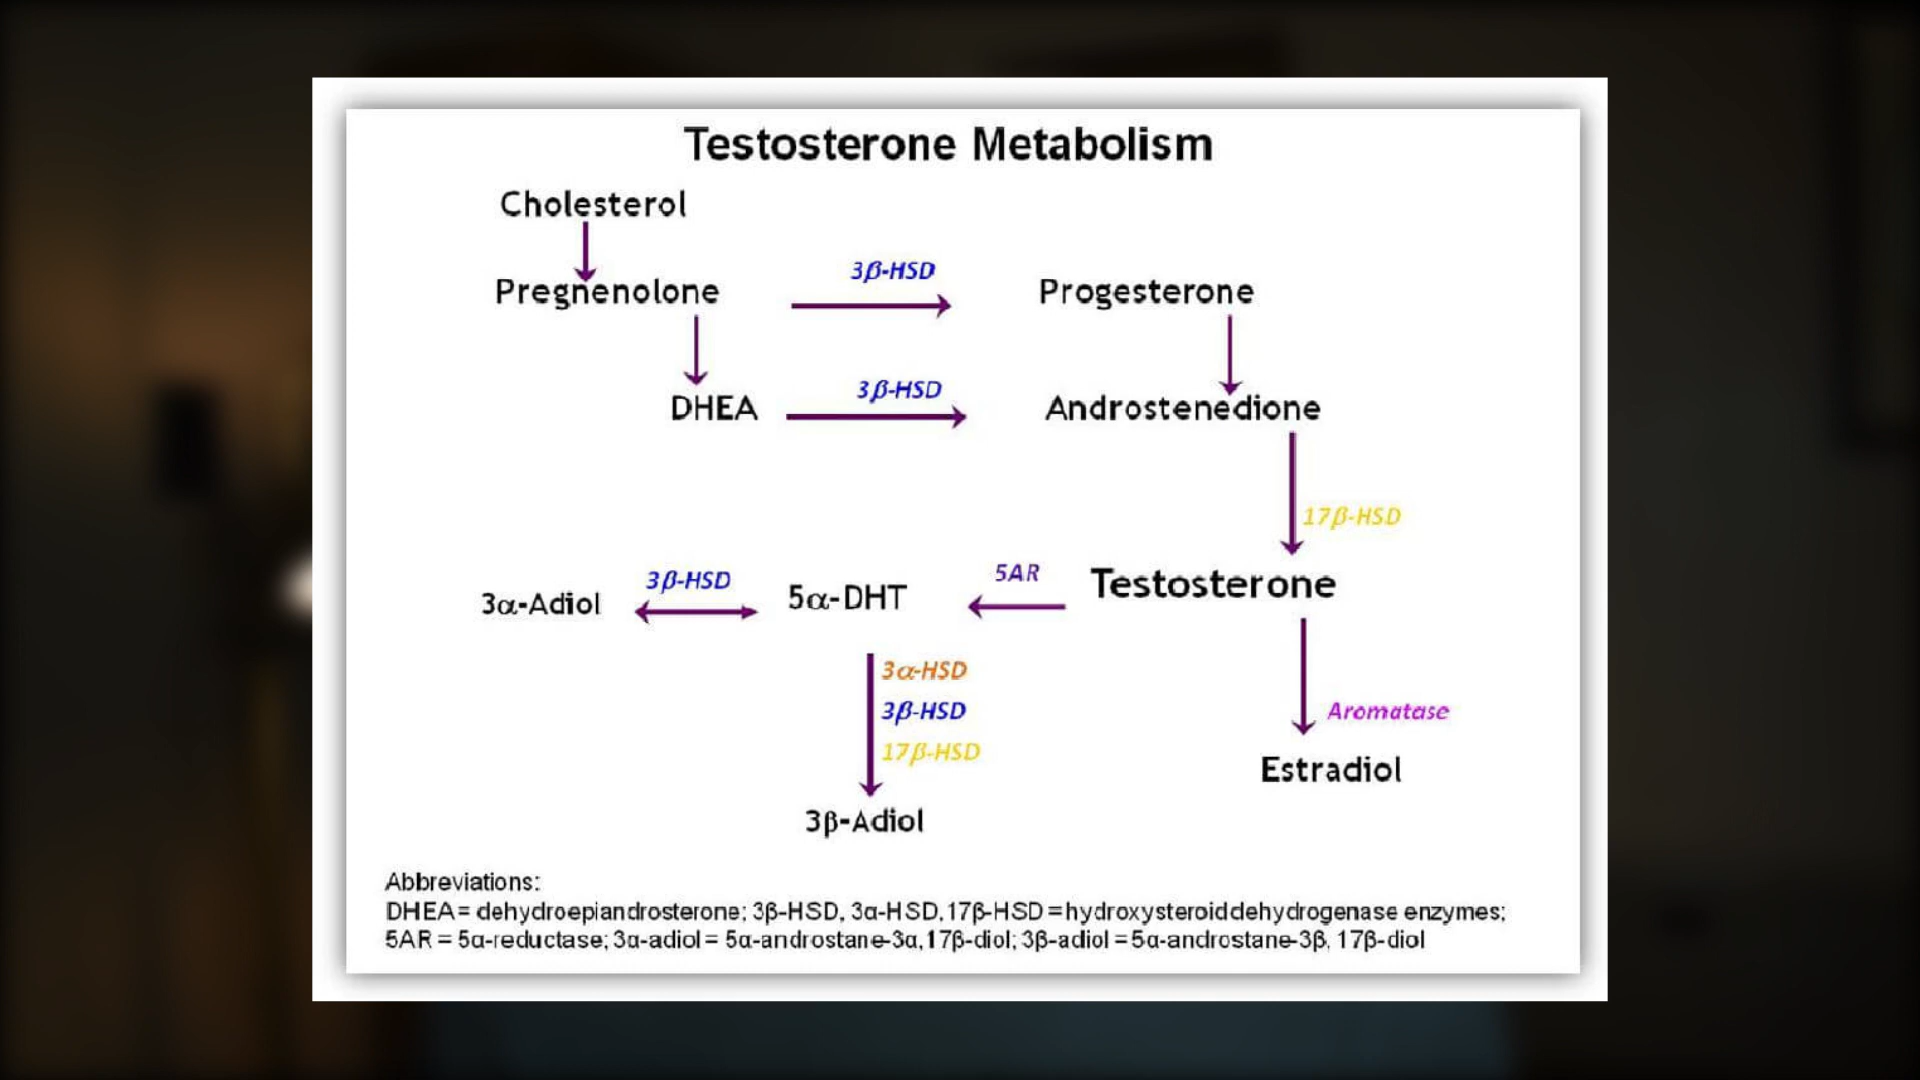 Testosterone Metabolism
Cholesterol
3β-HSD
Pregnenolone
Progesterone
3β-HSD
DHEA
Androstenedione
17β-HSD
3α-Adiol
3β-HSD
5α-DHT
5AR
Testosterone
3α-HSD
3β-HSD
17β-HSD
Aromatase
Estradiol
3β-Adiol
Abbreviations:
DHEA = dehydroepiandrosterone; 3β-HSD, 3α-HSD, 17β-HSD = hydroxysteroid dehydrogenase enzymes;
5AR = 5α-reductase; 3α-adiol = 5α-androstane-3α, 17β-diol; 3β-adiol = 5α-androstane-3β, 17β-diol